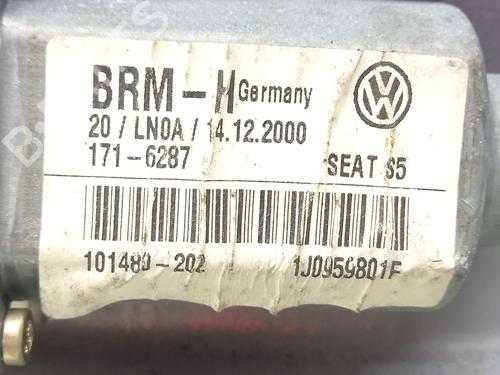 BRM-H Germany
20 / LN0A / 14.12.2000
171-6287 SEAT S5
101480-202 1J0959801F